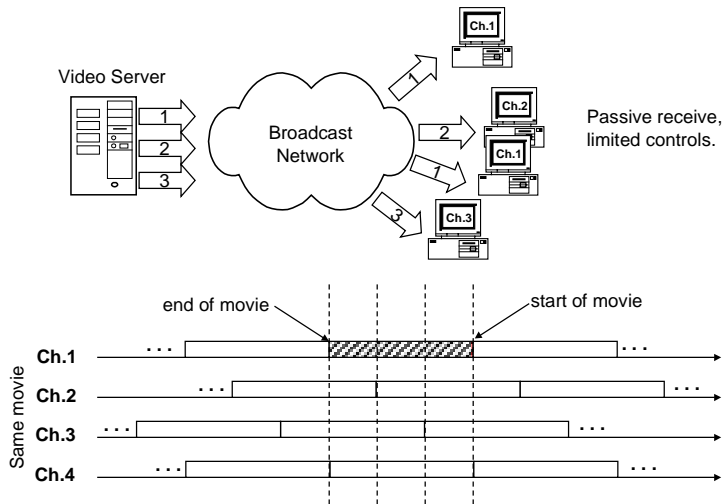 Ch.1
Video Server
1
1
2
3
Broadcast
Network
2
1
3
Ch.2
Ch.1
Ch.3
Passive receive,
limited controls.
end of movie
start of movie
Same movie
Ch.1
. . .
. . .
Ch.2
. . .
. . .
Ch.3
. . .
. . .
Ch.4
. . .
. . .